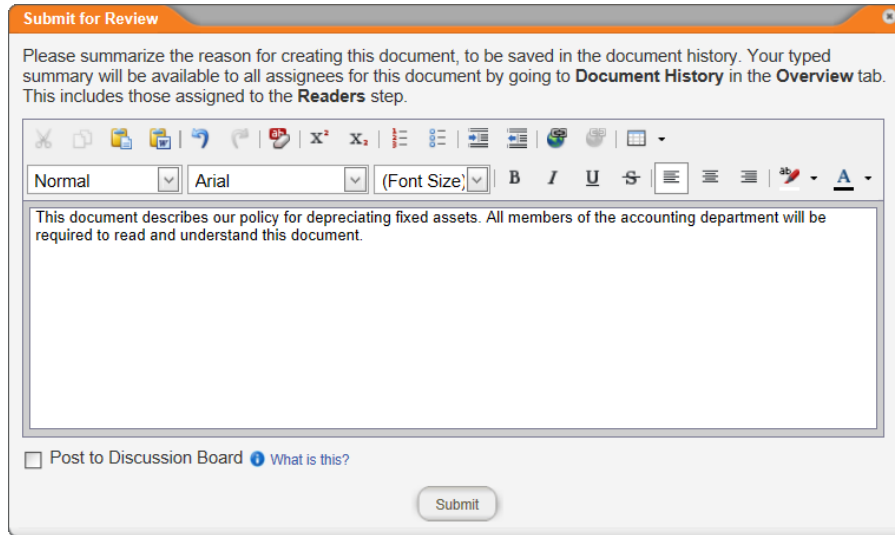 Submit for Review
Please summarize the reason for creating this document, to be saved in the document history. Your typed
summary will be available to all assignees for this document by going to Document History in the Overview tab.
This includes those assigned to the Readers step.
Normal Arial (Font Size) B I U S A
This document describes our policy for depreciating fixed assets. All members of the accounting department will be
required to read and understand this document.
Post to Discussion Board What is this?
Submit